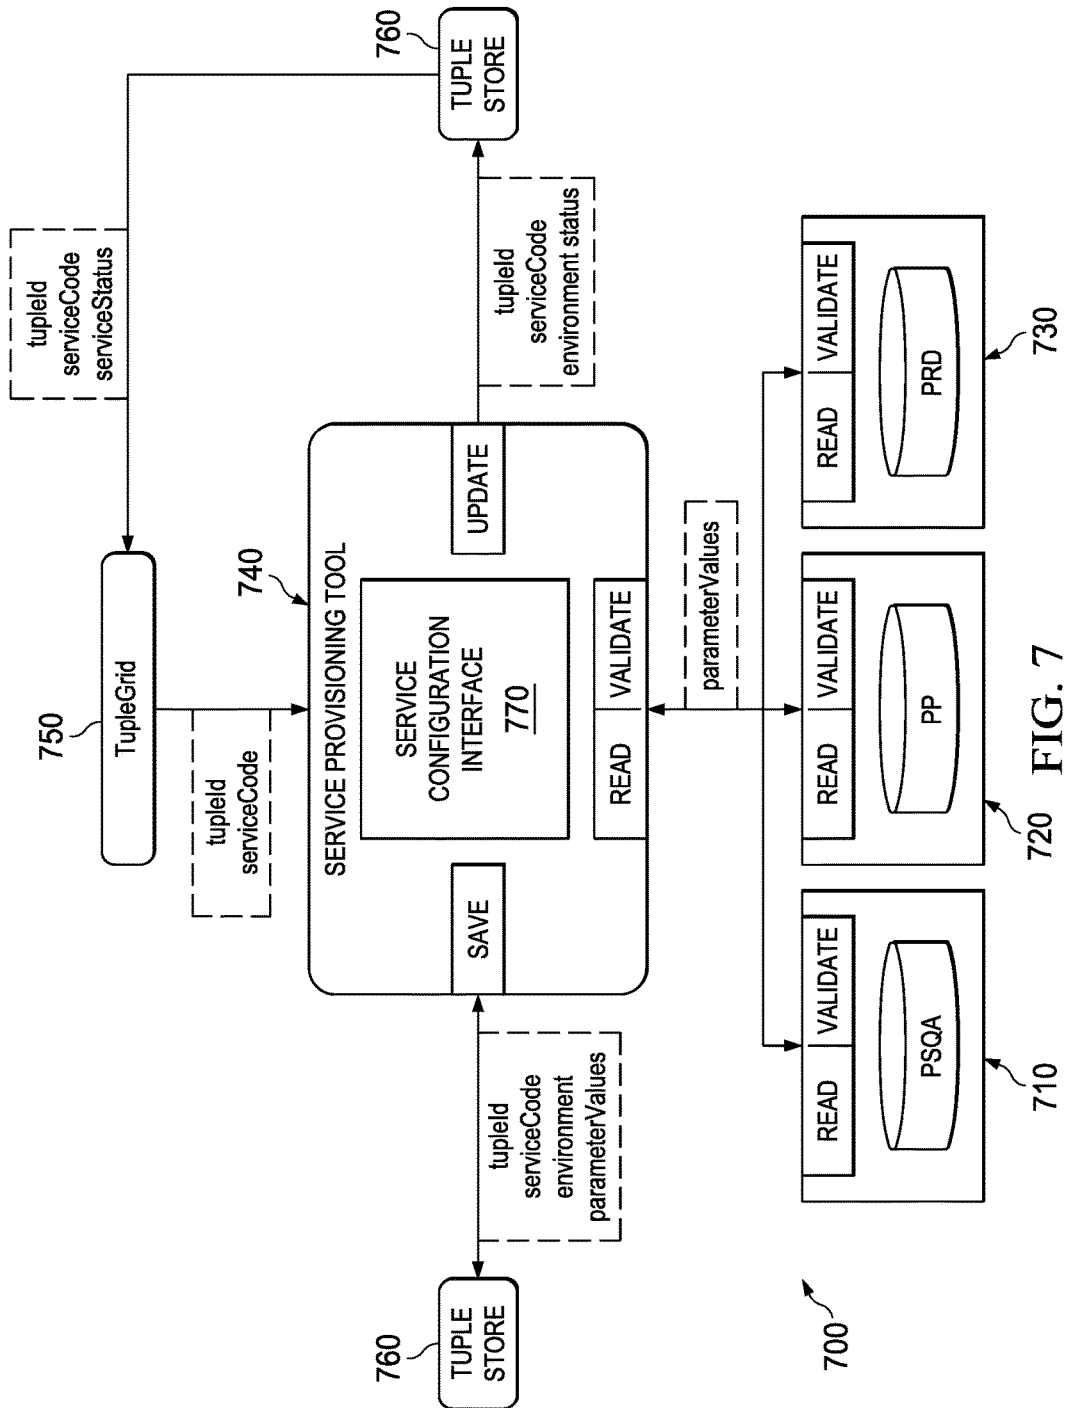 tupleId
serviceCode
serviceStatus
750
TupleGrid
760
TUPLE
STORE
tupleId
serviceCode
740
SERVICE PROVISIONING TOOL
760
TUPLE
STORE
tupleId
serviceCode
environment
parameterValues
SAVE
SERVICE
CONFIGURATION
INTERFACE
770
UPDATE
tupleId
serviceCode
environment status
READ VALIDATE
parameterValues
READ VALIDATE
PSQA
710
READ VALIDATE
PP
720
READ VALIDATE
PRD
730
700
FIG. 7